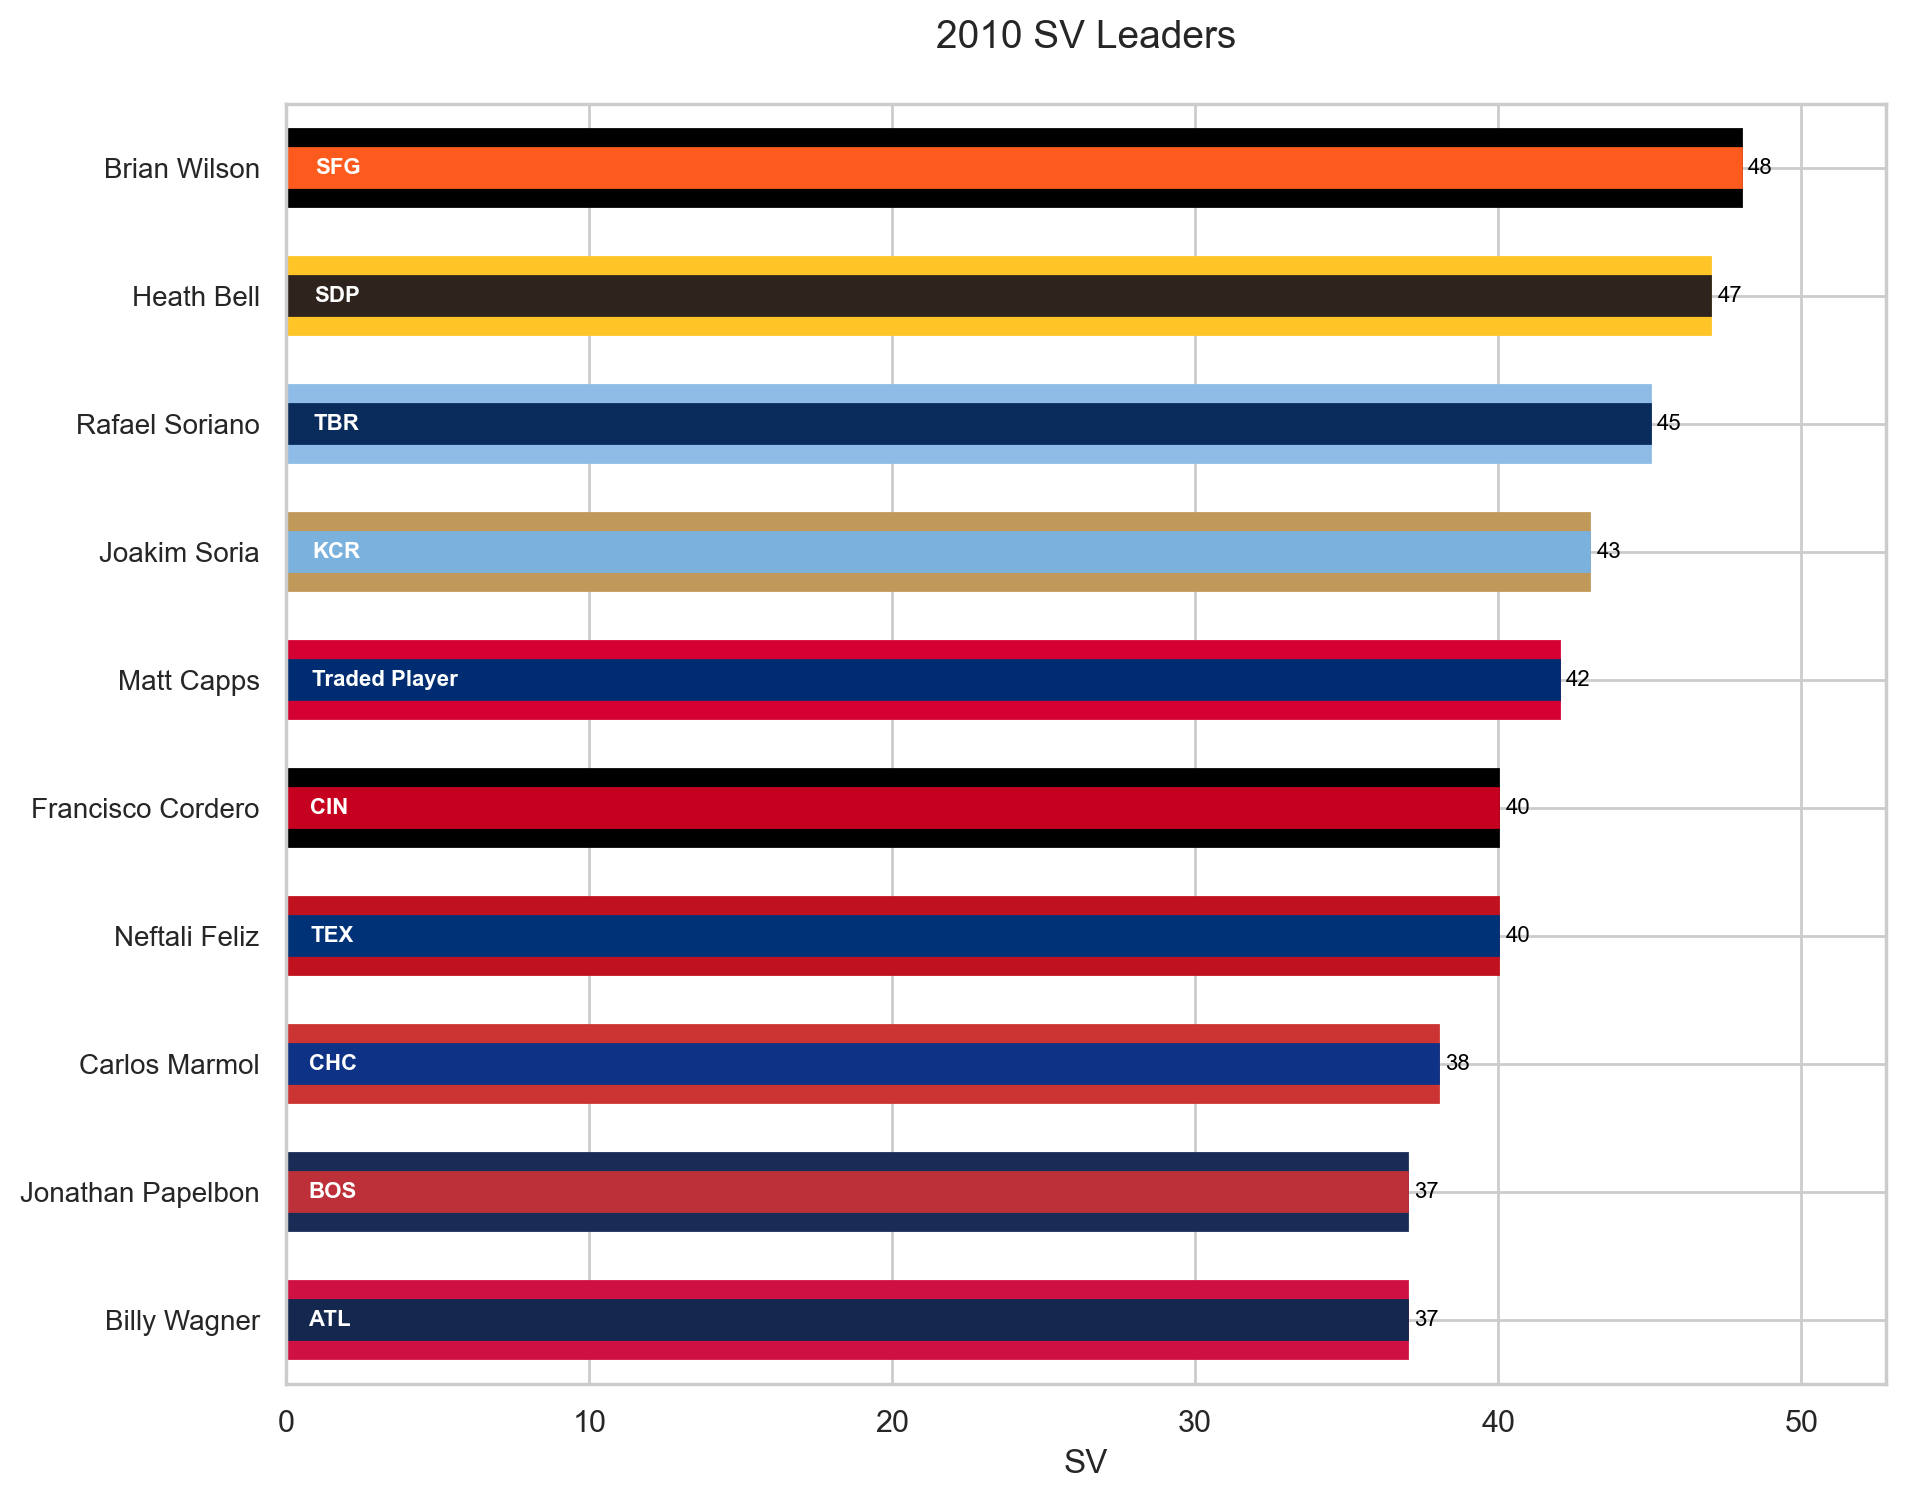 2010 SV Leaders
Brian Wilson SFG 48
Heath Bell SDP 47
Rafael Soriano TBR 45
Joakim Soria KCR 43
Matt Capps Traded Player 42
Francisco Cordero CIN 40
Neftali Feliz TEX 40
Carlos Marmol CHC 38
Jonathan Papelbon BOS 37
Billy Wagner ATL 37
0 10 20 30 40 50
SV